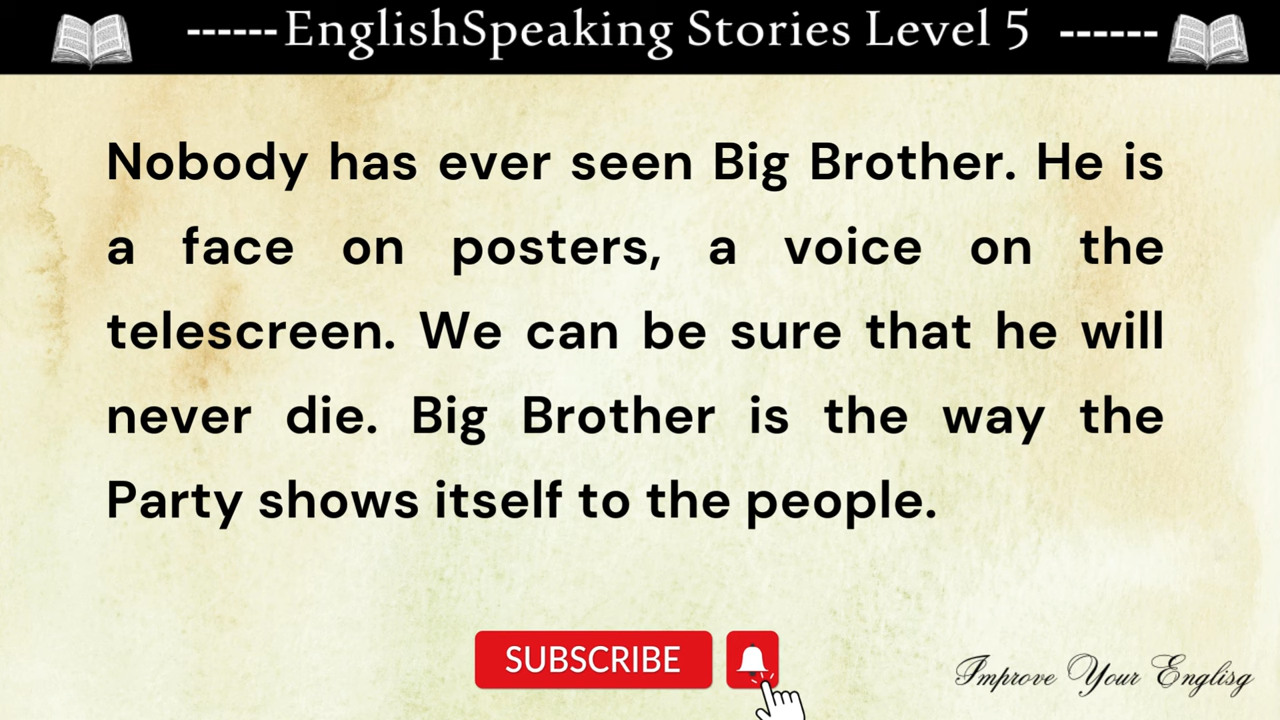 ------EnglishSpeaking Stories Level 5 ------
Nobody has ever seen Big Brother. He is
a face on posters, a voice on the
telescreen. We can be sure that he will
never die. Big Brother is the way the
Party shows itself to the people.
SUBSCRIBE
Improve Your Englisg